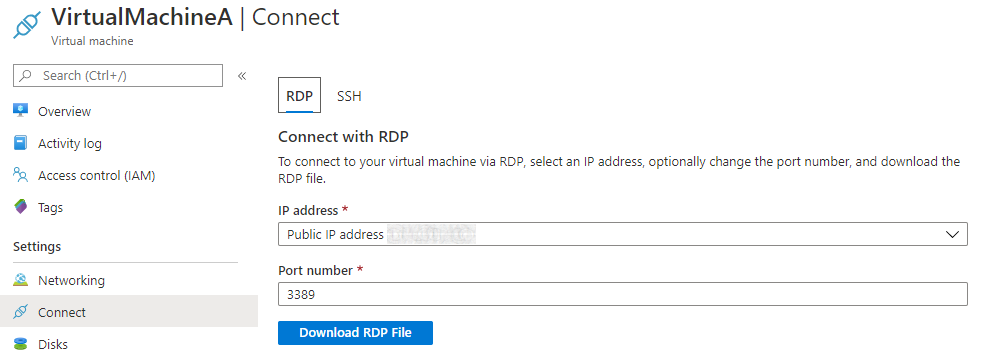 VirtualMachineA | Connect
Virtual machine
Search (Ctrl+/)
«
Overview
Activity log
Access control (IAM)
Tags
Settings
Networking
Connect
Disks
RDP SSH
Connect with RDP
To connect to your virtual machine via RDP, select an IP address, optionally change the port number, and download the
RDP file.
IP address *
Public IP address
Port number *
3389
Download RDP File